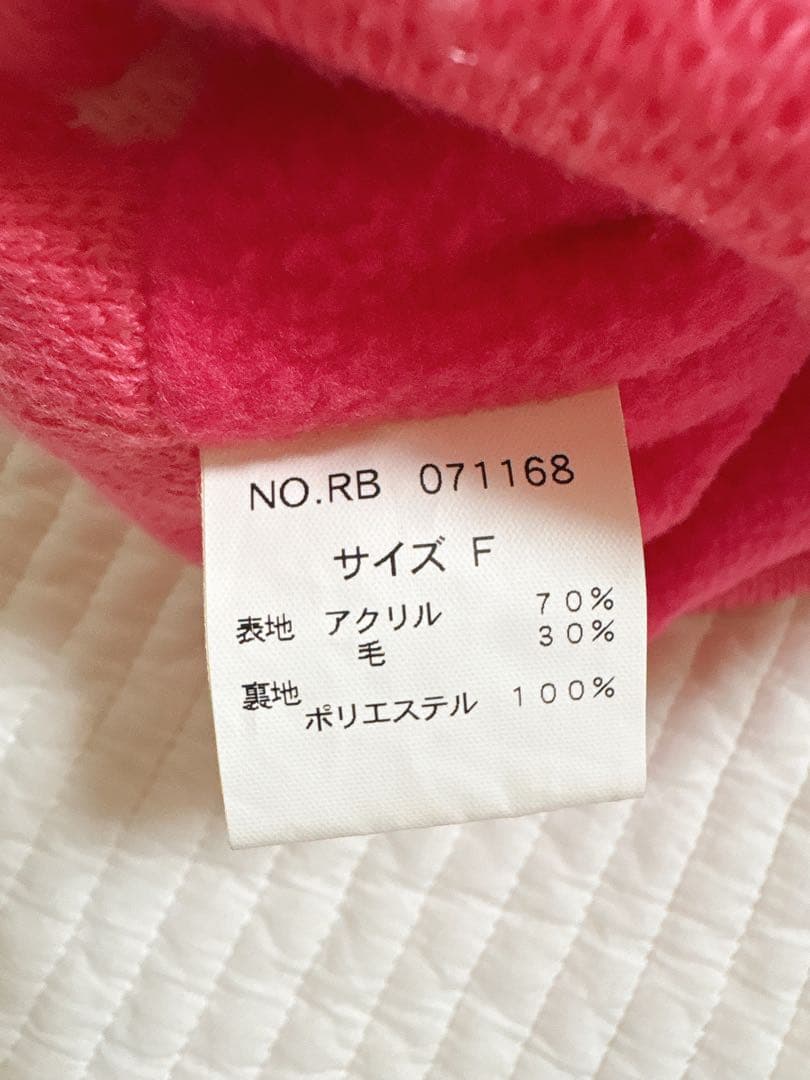 NO.RB 071168
サイズ F
表地 アクリル 70%
毛 30%
裏地 ポリエステル 100%